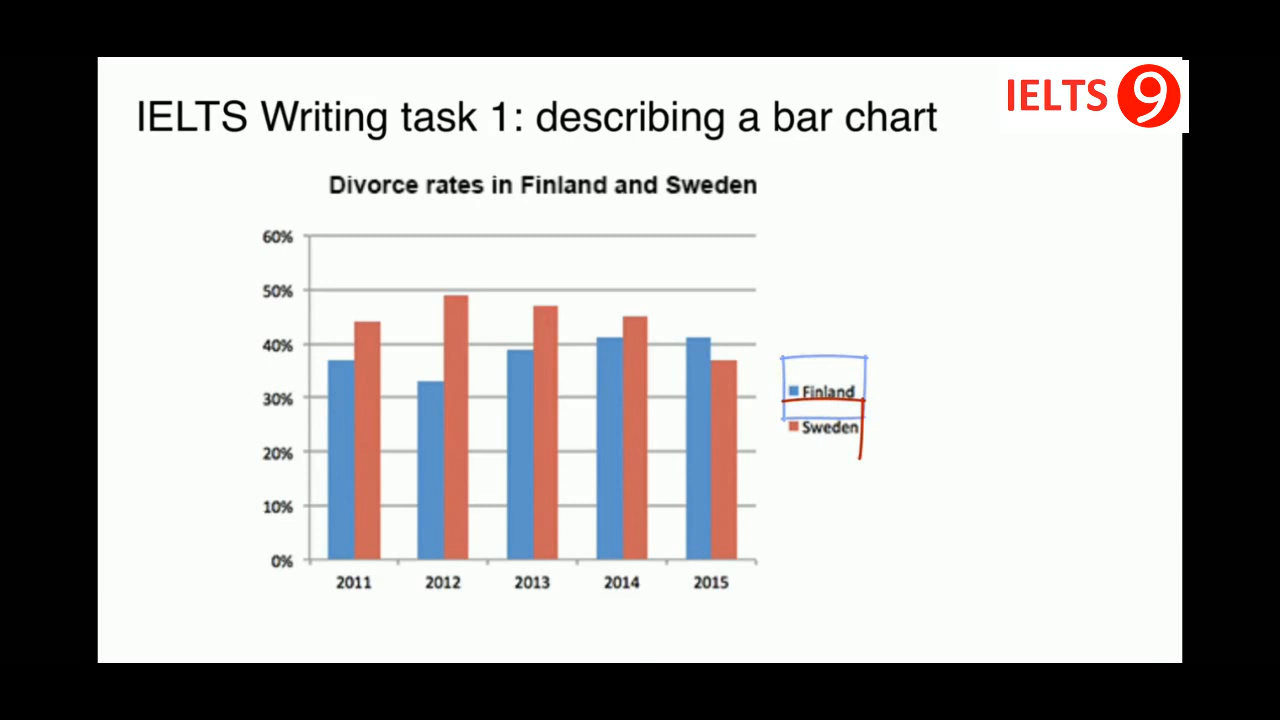 IELTS 9
IELTS Writing task 1: describing a bar chart
Divorce rates in Finland and Sweden
60%
50%
40%
30%
20%
10%
0%
2011 2012 2013 2014 2015
Finland
Sweden